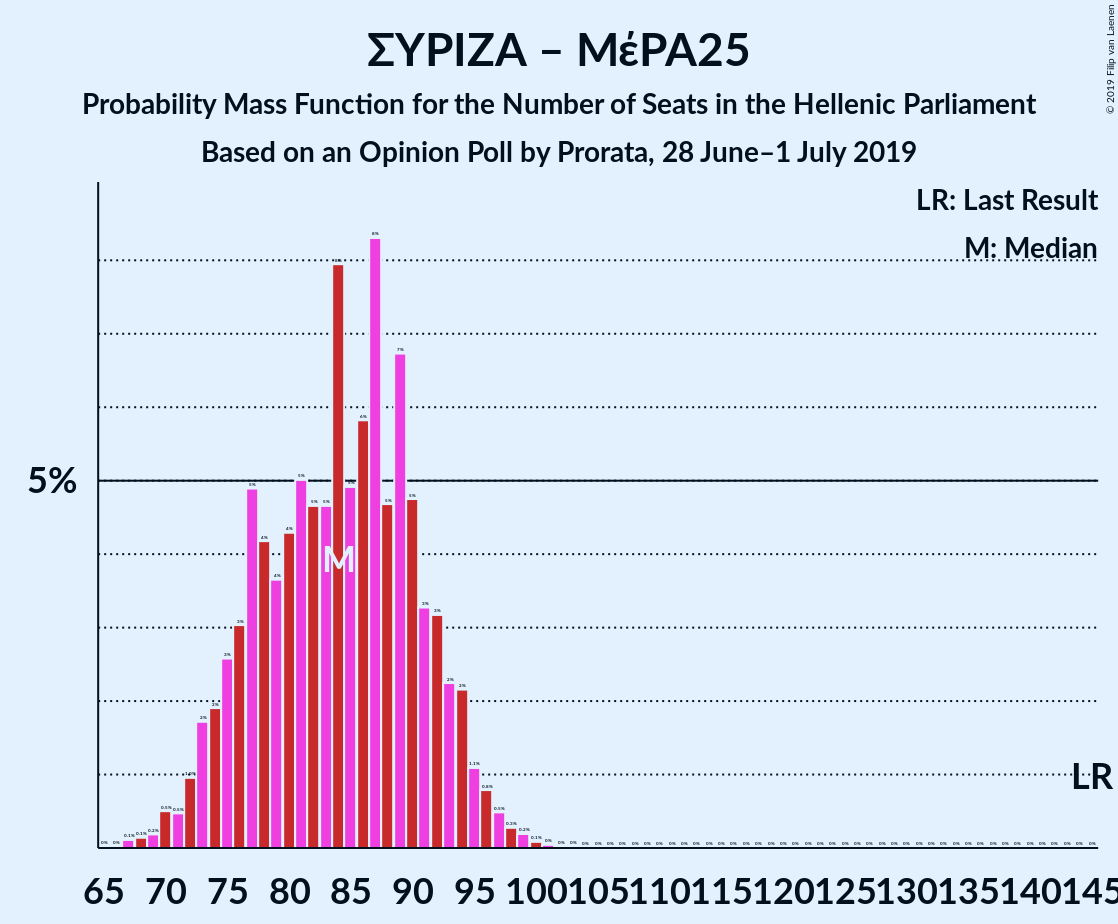 ΣΥΡΙΖΑ – ΜέΡΑ25
Probability Mass Function for the Number of Seats in the Hellenic Parliament
Based on an Opinion Poll by Prorata, 28 June–1 July 2019
© 2019 Filip van Laenen
LR: Last Result
M: Median
5%
M
LR
65 70 75 80 85 90 95 100 105 110 115 120 125 130 135 140 145